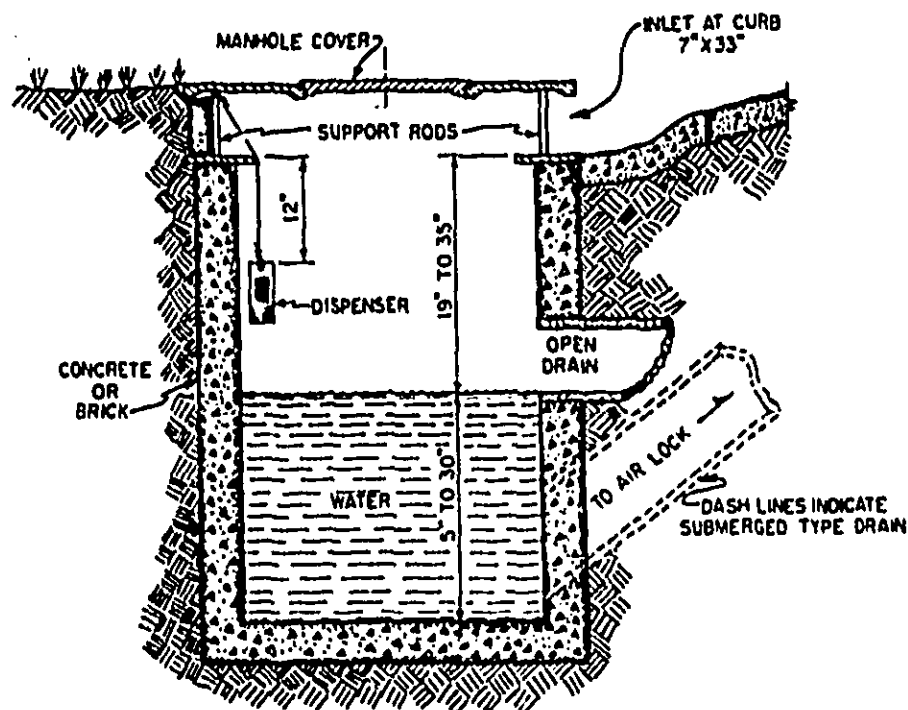 MANHOLE COVER
INLET AT CURB
7" X 33"
SUPPORT RODS
12"
19" TO 35"
DISPENSER
OPEN
DRAIN
CONCRETE
OR
BRICK
WATER
5" TO 30"
TO AIR LOCK
DASH LINES INDICATE
SUBMERGED TYPE DRAIN